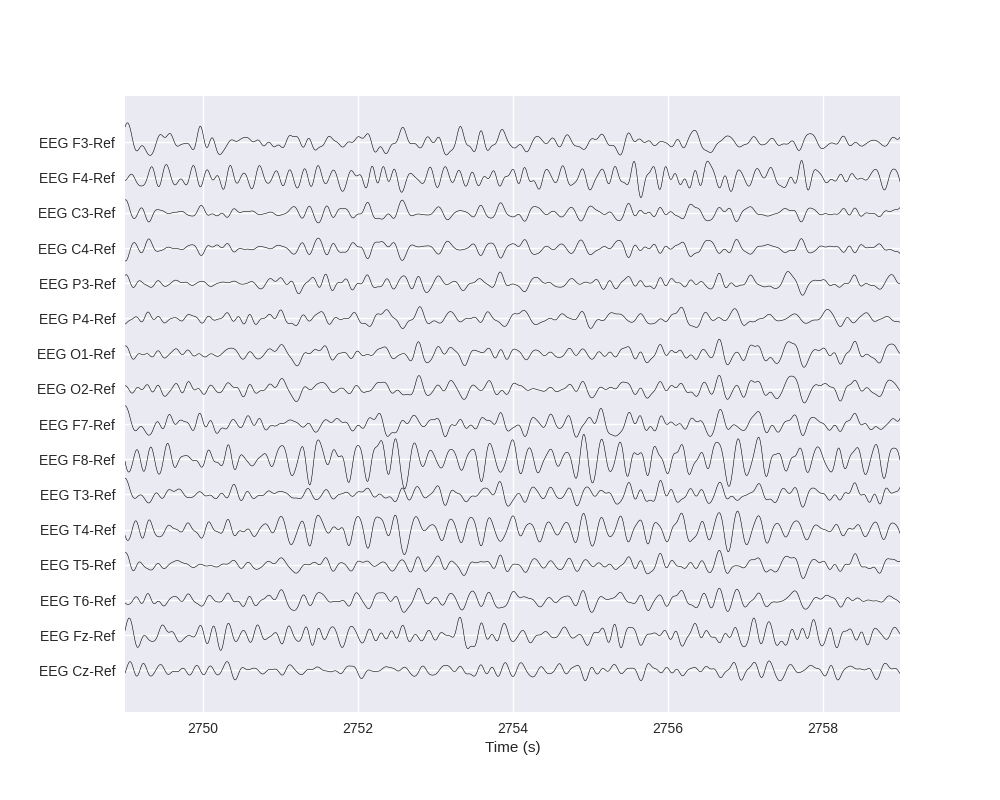 EEG F3-Ref
EEG F4-Ref
EEG C3-Ref
EEG C4-Ref
EEG P3-Ref
EEG P4-Ref
EEG O1-Ref
EEG O2-Ref
EEG F7-Ref
EEG F8-Ref
EEG T3-Ref
EEG T4-Ref
EEG T5-Ref
EEG T6-Ref
EEG Fz-Ref
EEG Cz-Ref
2750 2752 2754 2756 2758
Time (s)